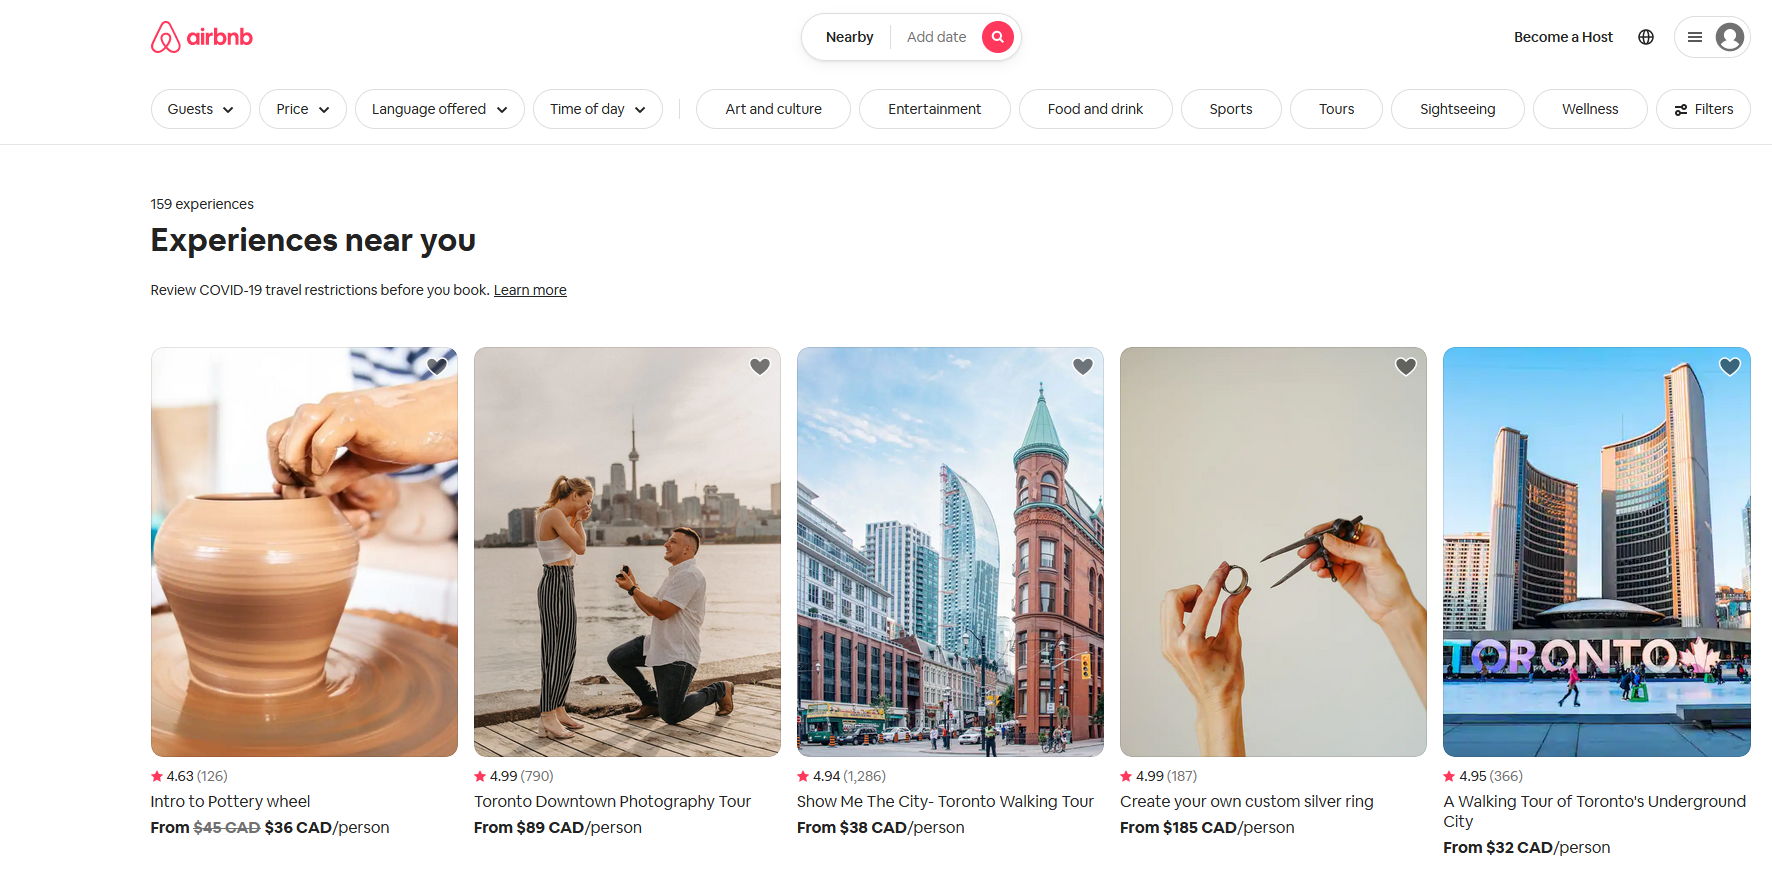 airbnb
Nearby Add date
Become a Host
Guests Price Language offered Time of day Art and culture Entertainment Food and drink Sports Tours Sightseeing Wellness Filters
159 experiences
Experiences near you
Review COVID-19 travel restrictions before you book. Learn more
TORONTO
4.63 (126)
Intro to Pottery wheel
From $45 CAD $36 CAD/person
4.99 (790)
Toronto Downtown Photography Tour
From $89 CAD/person
4.94 (1,286)
Show Me The City- Toronto Walking Tour
From $38 CAD/person
4.99 (187)
Create your own custom silver ring
From $185 CAD/person
4.95 (366)
A Walking Tour of Toronto's Underground
City
From $32 CAD/person